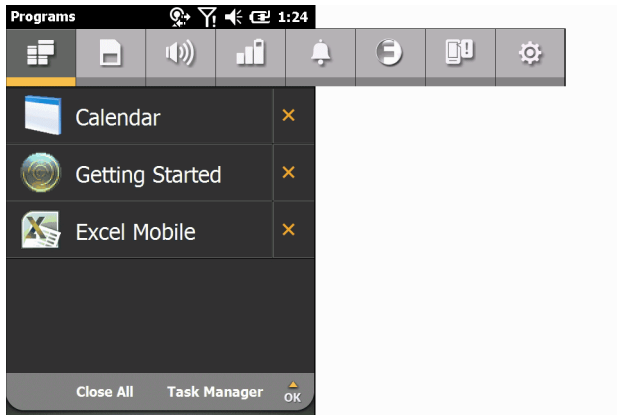 Programs 1:24
Calendar
Getting Started
Excel Mobile
Close All Task Manager OK